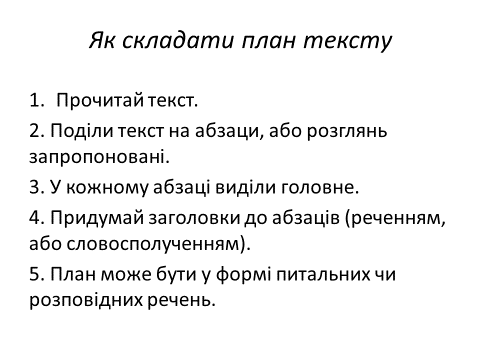 Як складати план тексту
1. Прочитай текст.
2. Поділи текст на абзаци, або розглянь
запропоновані.
3. У кожному абзаці виділи головне.
4. Придумай заголовки до абзаців (реченням,
або словосполученням).
5. План може бути у формі питальних чи
розповідних речень.